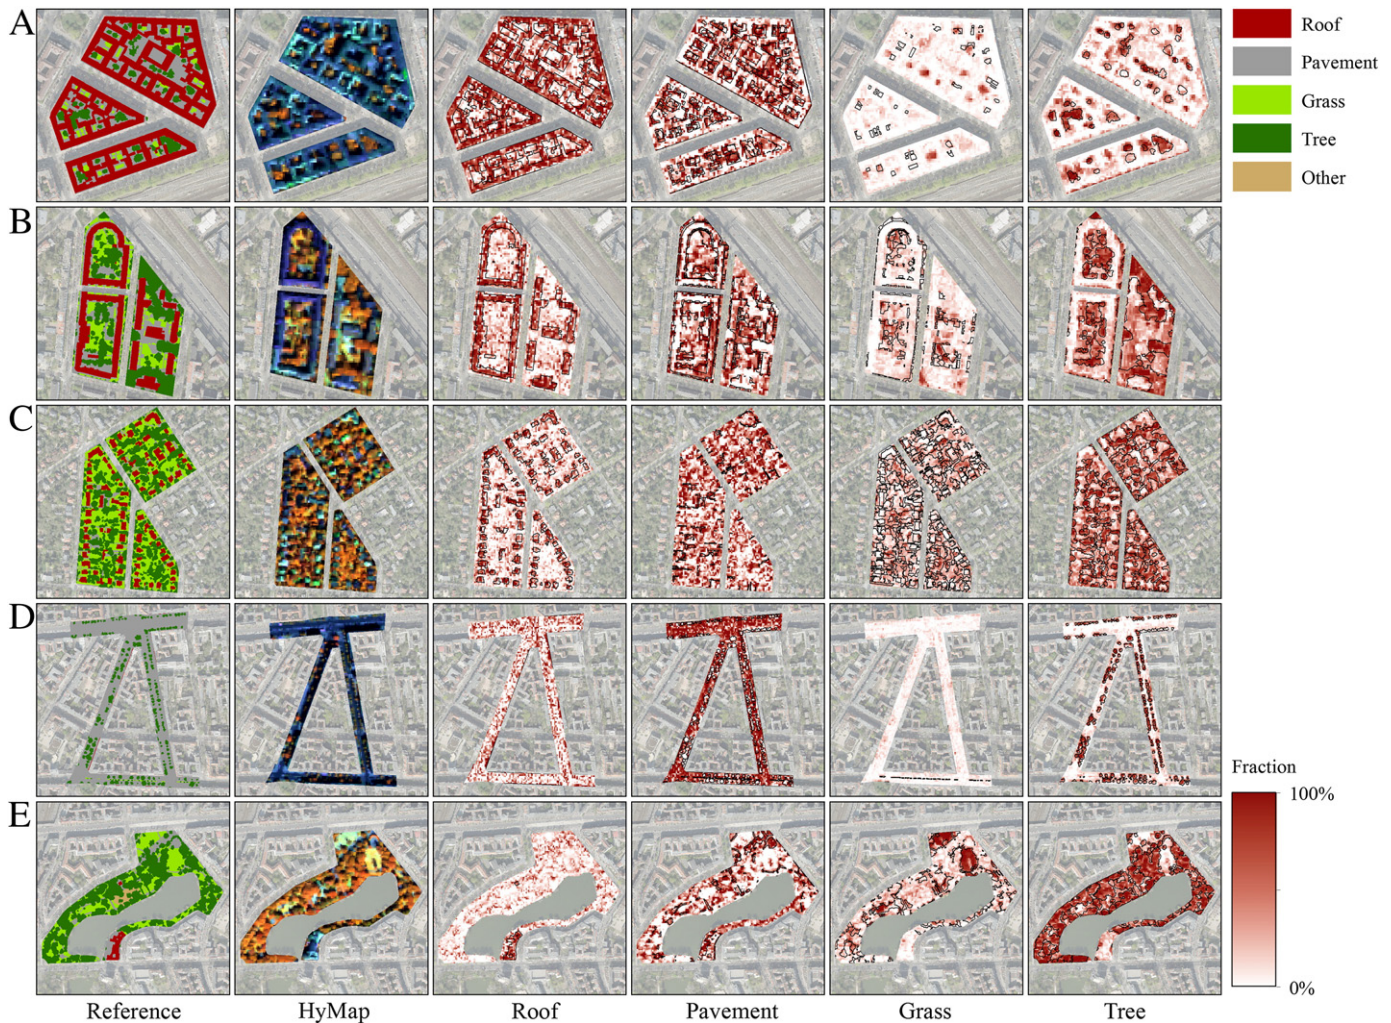 A
B
C
D
E
Roof
Pavement
Grass
Tree
Other
Fraction
100%
0%
Reference
HyMap
Roof
Pavement
Grass
Tree